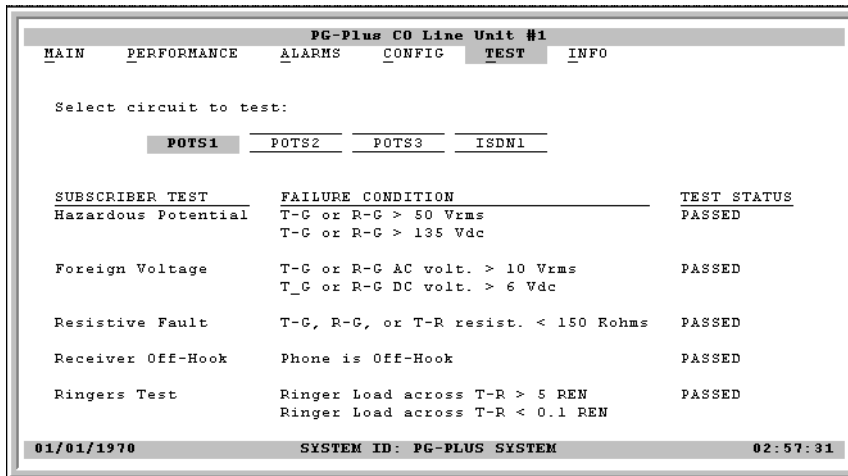 PG-Plus CO Line Unit #1
MAIN PERFORMANCE ALARMS CONFIG TEST INFO
Select circuit to test:
POTS1 POTS2 POTS3 ISDN1
SUBSCRIBER TEST FAILURE CONDITION TEST STATUS
Hazardous Potential T-G or R-G > 50 Vrms PASSED
T-G or R-G > 135 Vdc
Foreign Voltage T-G or R-G AC volt. > 10 Vrms PASSED
T_G or R-G DC volt. > 6 Vdc
Resistive Fault T-G, R-G, or T-R resist. < 150 Kohms PASSED
Receiver Off-Hook Phone is Off-Hook PASSED
Ringers Test Ringer Load across T-R > 5 REN PASSED
Ringer Load across T-R < 0.1 REN
01/01/1970 SYSTEM ID: PG-PLUS SYSTEM 02:57:31